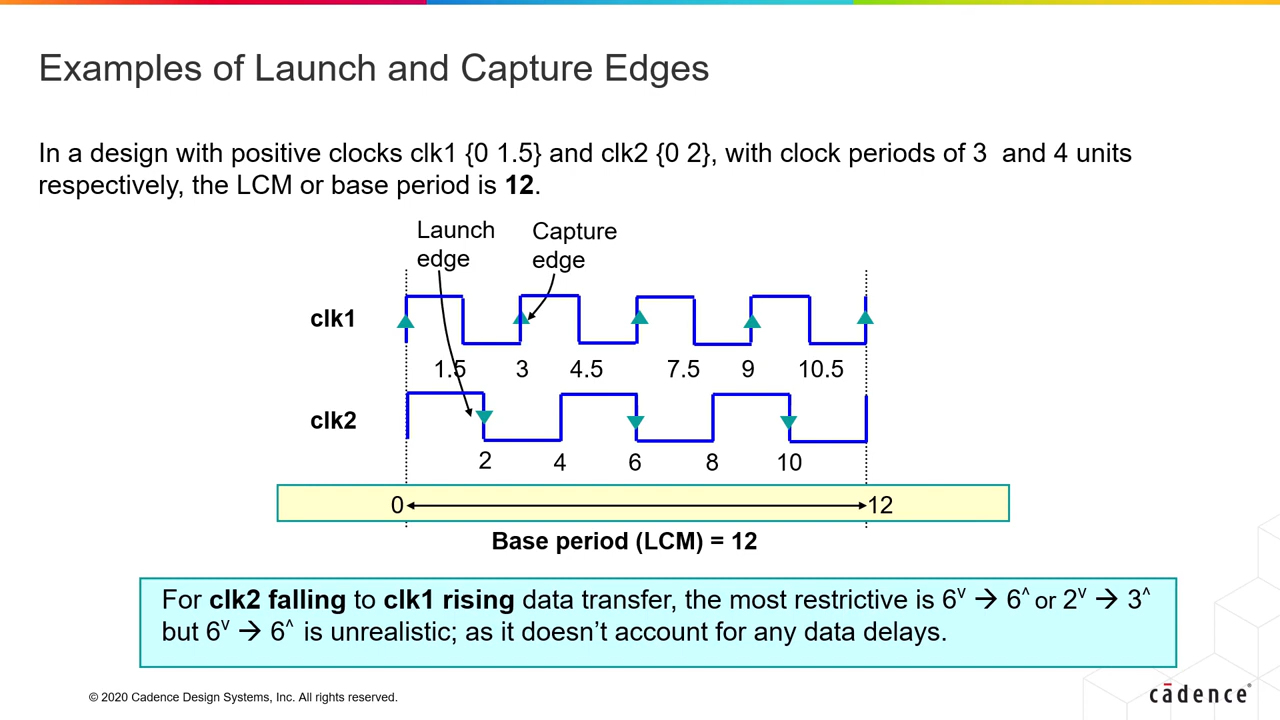 Examples of Launch and Capture Edges
In a design with positive clocks clk1 {0 1.5} and clk2 {0 2}, with clock periods of 3  and 4 units
respectively, the LCM or base period is 12.
Launch
edge
Capture
edge
clk1
1.5 3 4.5 7.5 9 10.5
clk2
2 4 6 8 10
0 12
Base period (LCM) = 12
For clk2 falling to clk1 rising data transfer, the most restrictive is 6ᵛ → 6^ or 2ᵛ → 3^
but 6ᵛ → 6^ is unrealistic; as it doesn’t account for any data delays.
© 2020 Cadence Design Systems, Inc. All rights reserved.
cādence®